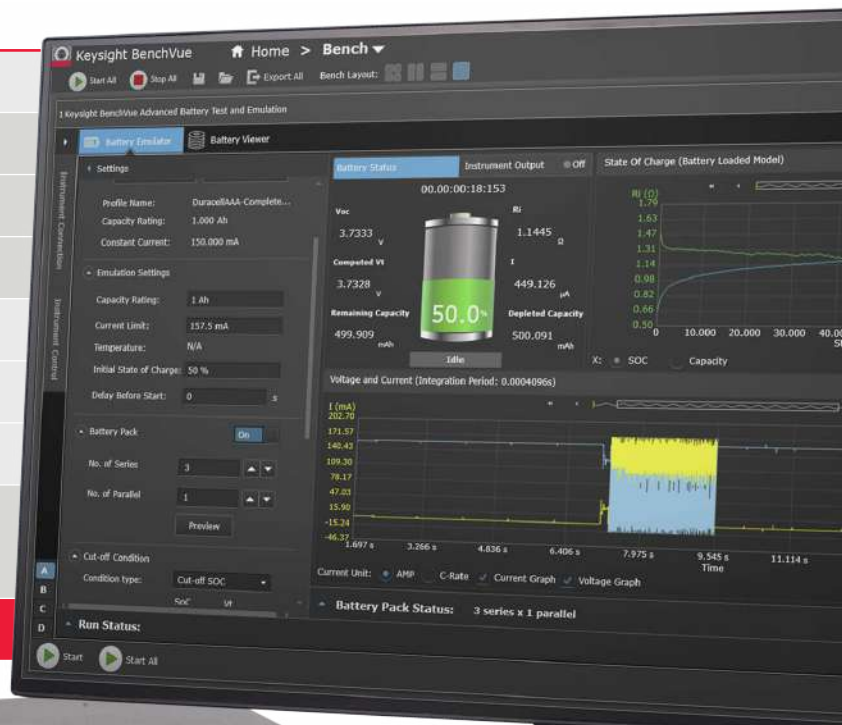 Keysight BenchVue Home > Bench
Start All Stop All Export All Bench Layout:
1 Keysight BenchVue Advanced Battery Test and Emulation
Battery Emulator Battery Viewer
Instrument Connection
Instrument Control
Settings
Profile Name: DuracellAAA-Complete...
Capacity Rating: 1.000 Ah
Constant Current: 150.000 mA
Emulation Settings
Capacity Rating: 1 Ah
Current Limit: 157.5 mA
Temperature: N/A
Initial State of Charge: 50 %
Delay Before Start: 0 s
Battery Pack On
No. of Series 3
No. of Parallel 1
Preview
Cut-off Condition
Condition type: Cut-off SOC
SoC Vt
A
B
C
D
Run Status:
Start Start All
Battery Status Instrument Output Off
00.00:00:18:153
Voc Ri
3.7333 V 1.1445 Ω
Computed Vt I
3.7328 V 449.126 µA
Remaining Capacity 50.0% Depleted Capacity
499.909 mAh 500.091 mAh
Idle
State Of Charge (Battery Loaded Model)
Ri (Ω)
1.79
1.63
1.47
1.31
1.14
0.98
0.82
0.66
0.50
0 10.000 20.000 30.000 40.00
X: SOC Capacity
Voltage and Current (Integration Period: 0.0004096s)
I (mA)
202.70
171.57
140.43
109.30
78.17
47.03
15.90
-15.24
-46.37
1.697 s 3.266 s 4.836 s 6.406 s 7.975 s 9.545 s 11.114 s
Time
Current Unit: AMP C-Rate Current Graph Voltage Graph
Battery Pack Status: 3 series x 1 parallel